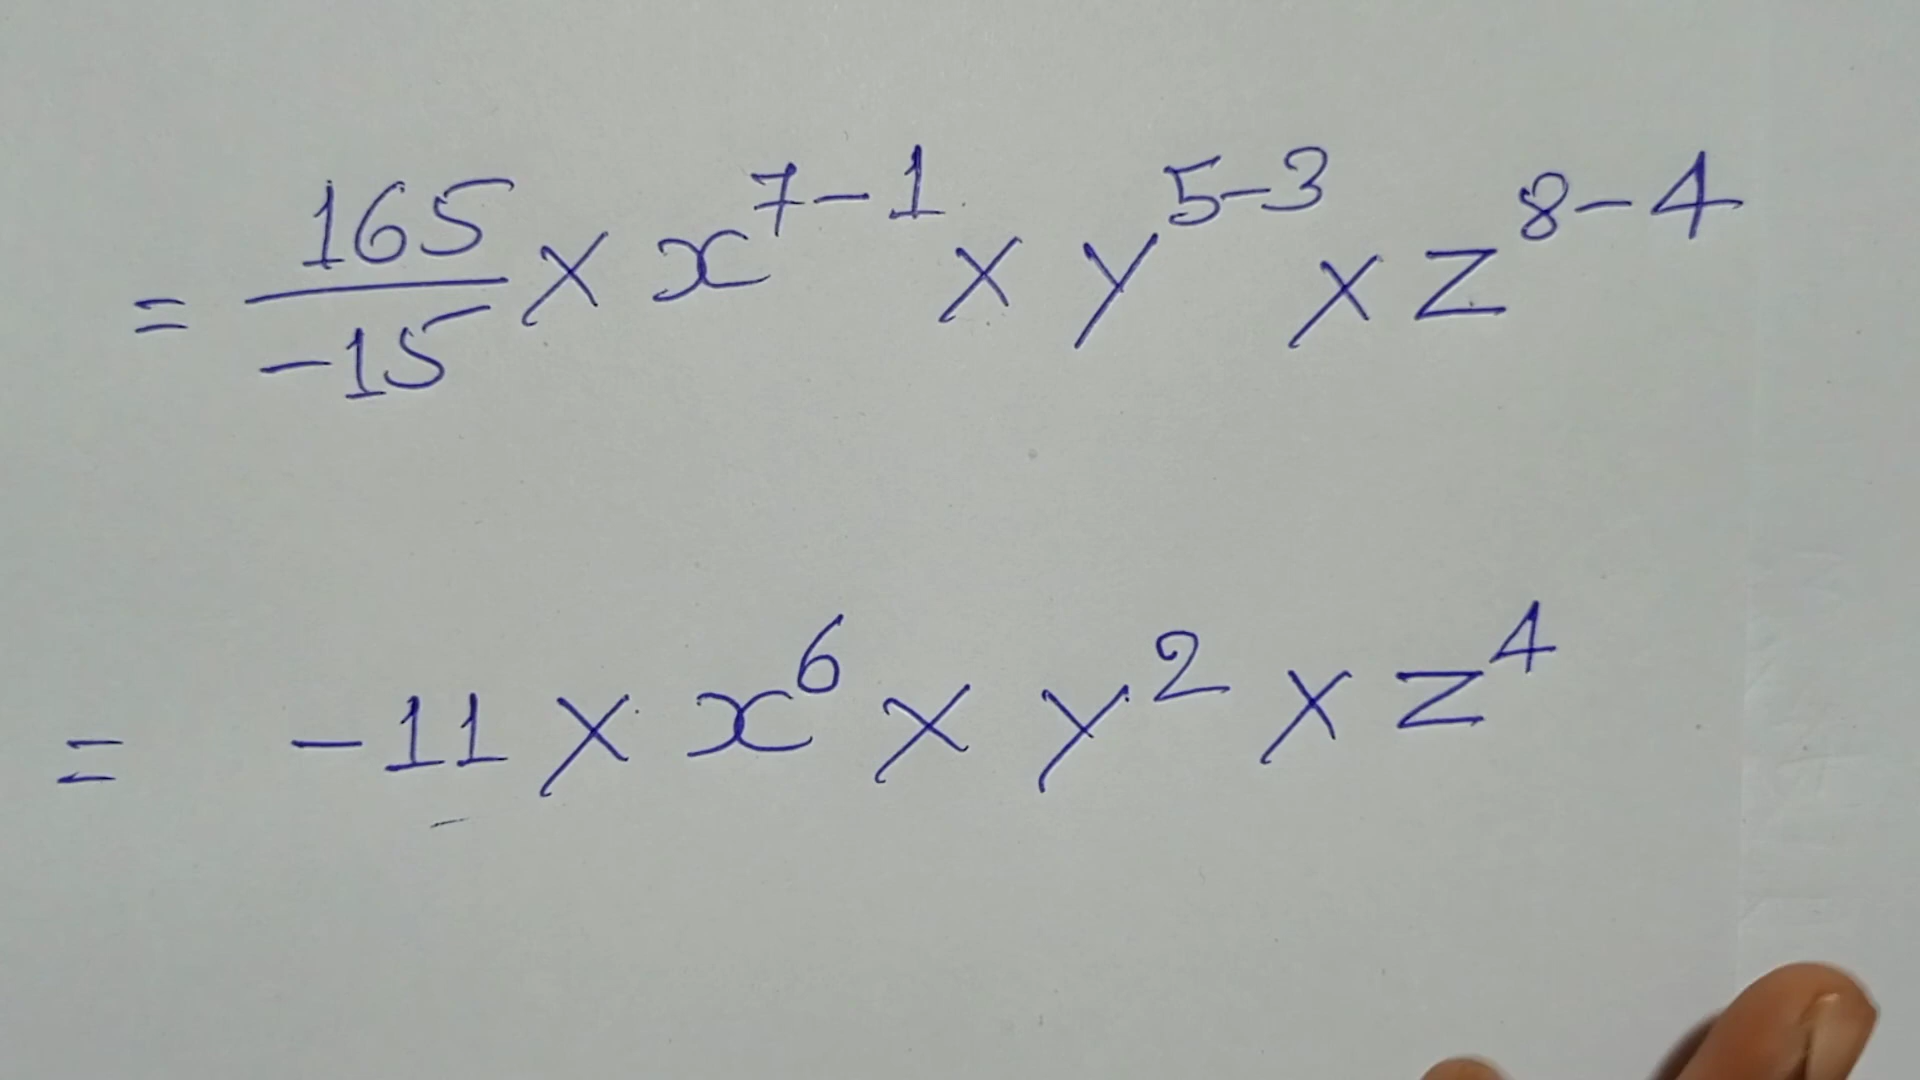 = 165/-15 × x^{7-1} × y^{5-3} × z^{8-4}
= -11 × x^6 × y^2 × z^4